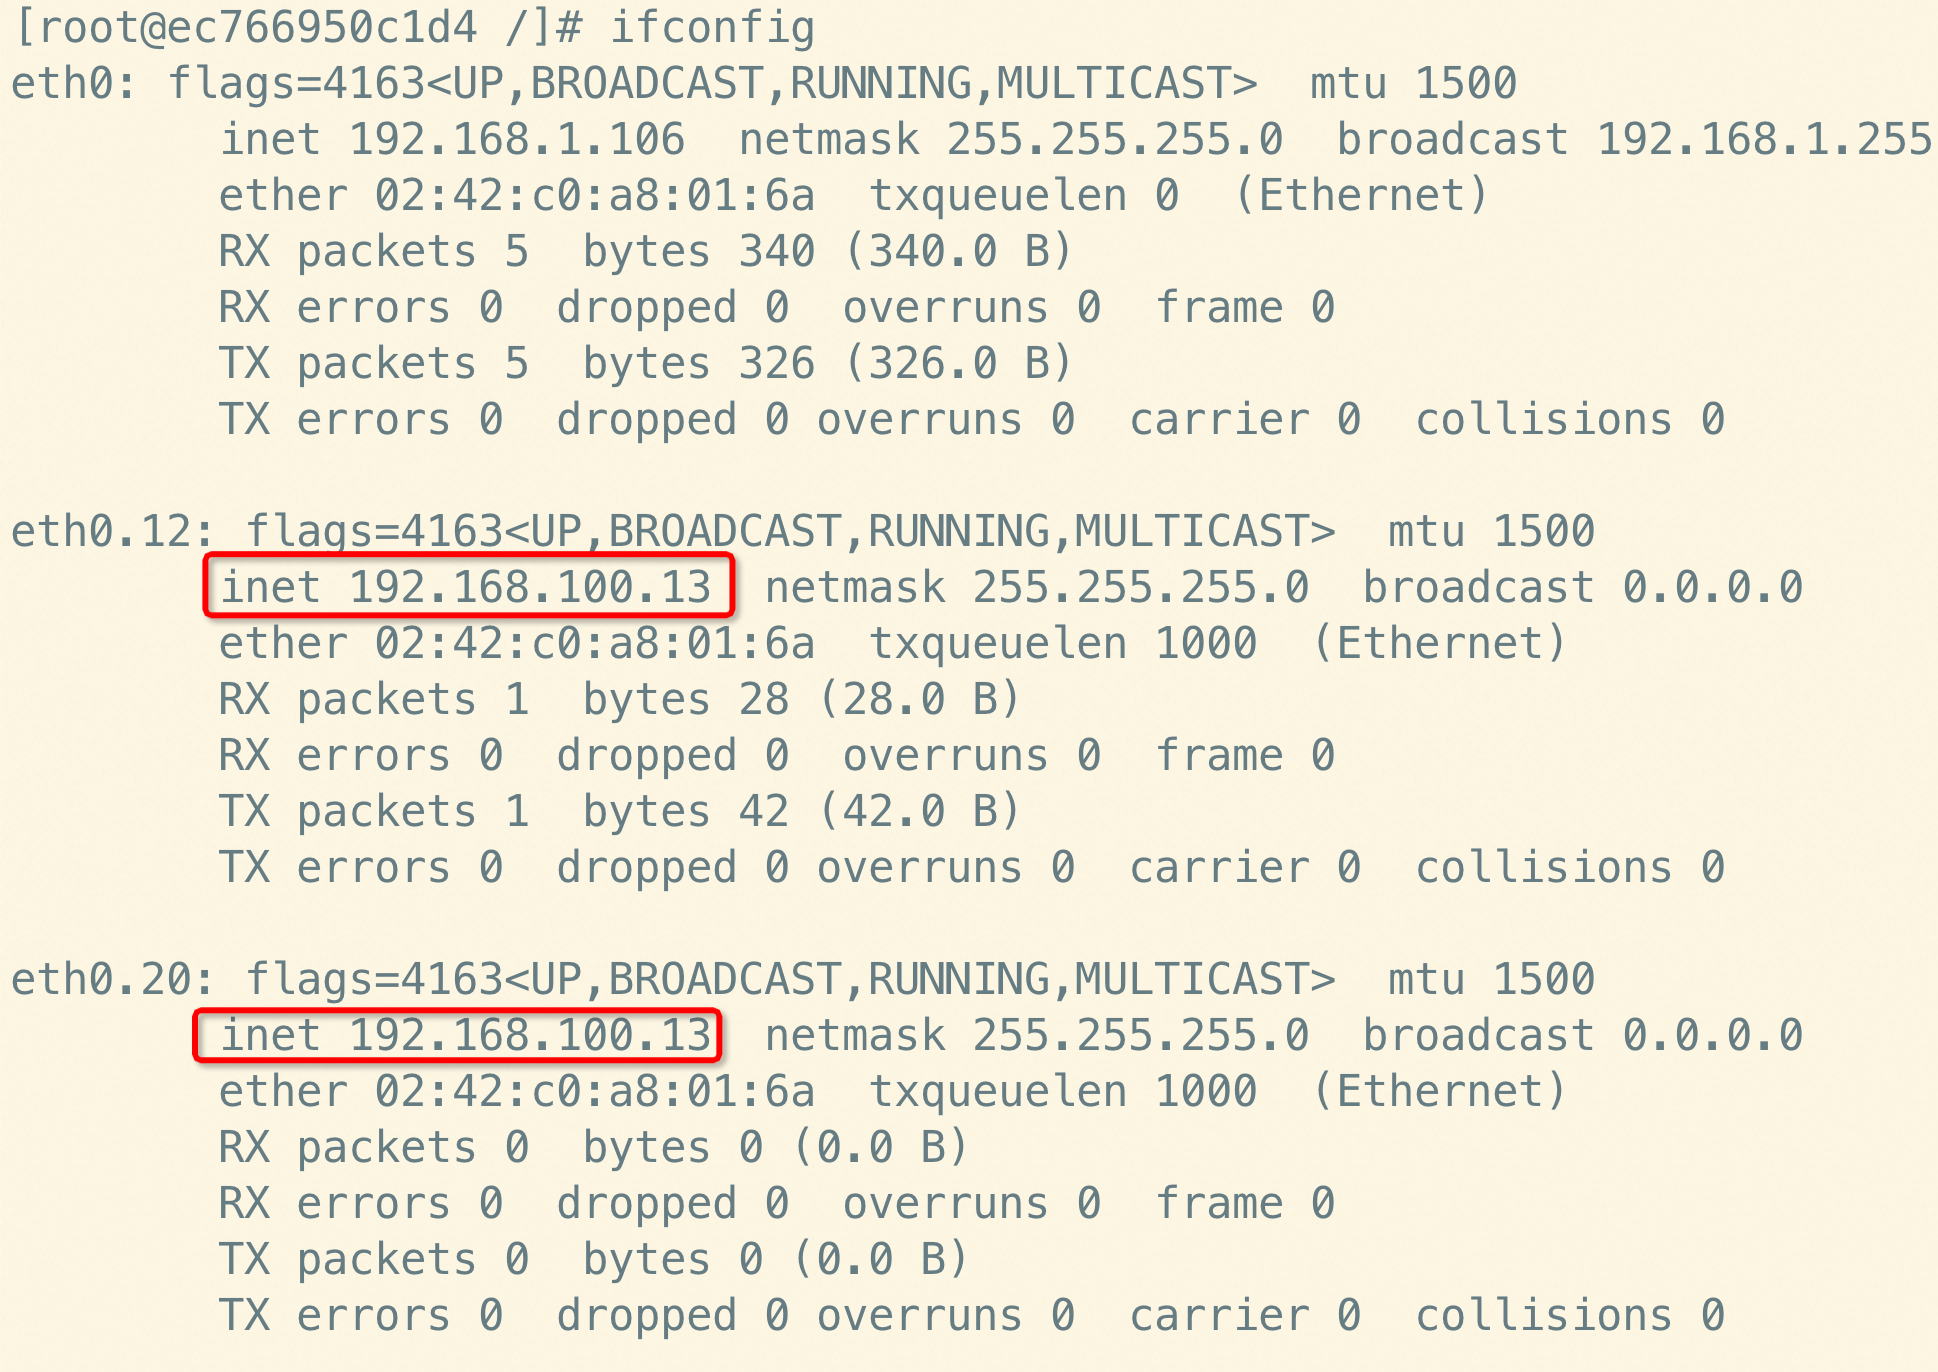 [root@ec766950c1d4 /]# ifconfig
eth0: flags=4163<UP,BROADCAST,RUNNING,MULTICAST>  mtu 1500
        inet 192.168.1.106  netmask 255.255.255.0  broadcast 192.168.1.255
        ether 02:42:c0:a8:01:6a  txqueuelen 0  (Ethernet)
        RX packets 5  bytes 340 (340.0 B)
        RX errors 0  dropped 0  overruns 0  frame 0
        TX packets 5  bytes 326 (326.0 B)
        TX errors 0  dropped 0 overruns 0  carrier 0  collisions 0

eth0.12: flags=4163<UP,BROADCAST,RUNNING,MULTICAST>  mtu 1500
        inet 192.168.100.13  netmask 255.255.255.0  broadcast 0.0.0.0
        ether 02:42:c0:a8:01:6a  txqueuelen 1000  (Ethernet)
        RX packets 1  bytes 28 (28.0 B)
        RX errors 0  dropped 0  overruns 0  frame 0
        TX packets 1  bytes 42 (42.0 B)
        TX errors 0  dropped 0 overruns 0  carrier 0  collisions 0

eth0.20: flags=4163<UP,BROADCAST,RUNNING,MULTICAST>  mtu 1500
        inet 192.168.100.13  netmask 255.255.255.0  broadcast 0.0.0.0
        ether 02:42:c0:a8:01:6a  txqueuelen 1000  (Ethernet)
        RX packets 0  bytes 0 (0.0 B)
        RX errors 0  dropped 0  overruns 0  frame 0
        TX packets 0  bytes 0 (0.0 B)
        TX errors 0  dropped 0 overruns 0  carrier 0  collisions 0